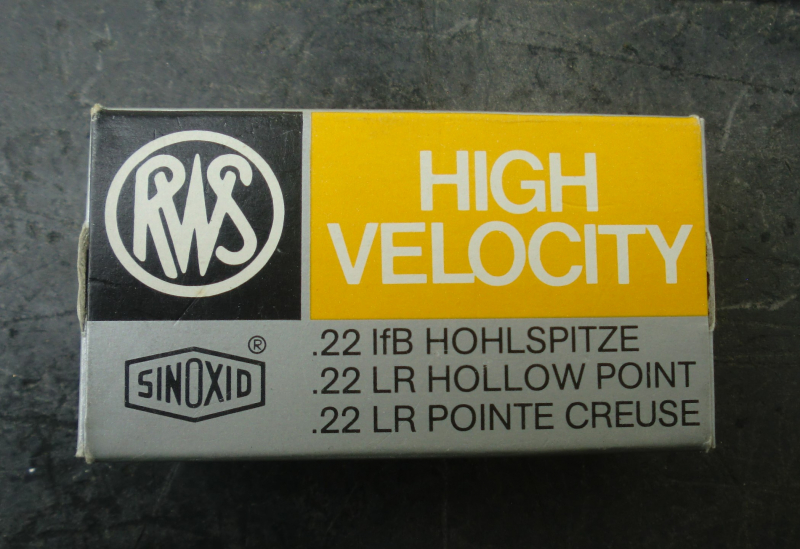 RWS
HIGH
VELOCITY
SINOXID ®
.22 lfB HOHLSPITZE
.22 LR HOLLOW POINT
.22 LR POINTE CREUSE